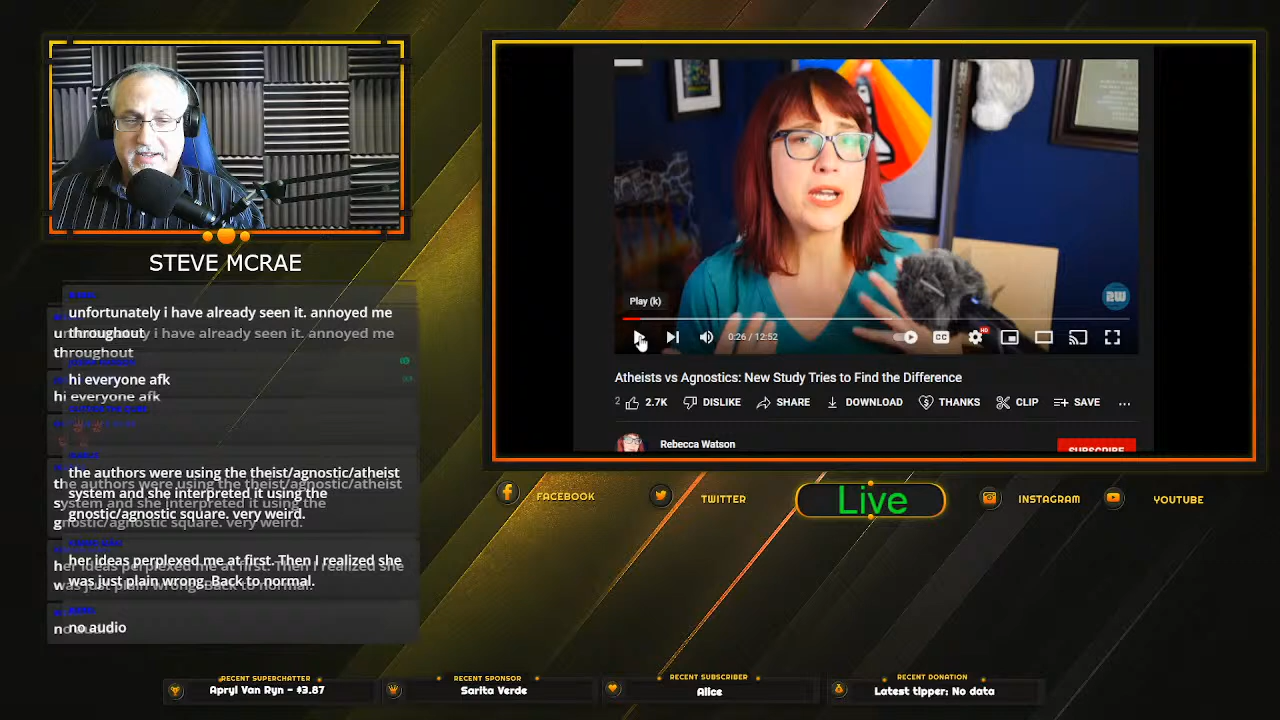 STEVE MCRAE
unfortunately i have already seen it. annoyed me
throughout
hi everyone afk
the authors were using the theist/agnostic/atheist
system and she interpreted it using the
gnostic/agnostic square. very weird.
her ideas perplexed me at first. Then I realized she
was just plain wrong. Back to normal.
no audio
Play (k)
0:26 / 12:52
CC
HD
Atheists vs Agnostics: New Study Tries to Find the Difference
2 2.7K DISLIKE SHARE DOWNLOAD THANKS CLIP SAVE ...
Rebecca Watson
SUBSCRIBE
FACEBOOK TWITTER Live INSTAGRAM YOUTUBE
RECENT SUPERCHATTER
Apryl Van Ryn - $3.87
RECENT SPONSOR
Sarita Verde
RECENT SUBSCRIBER
Alice
RECENT DONATION
Latest tipper: No data